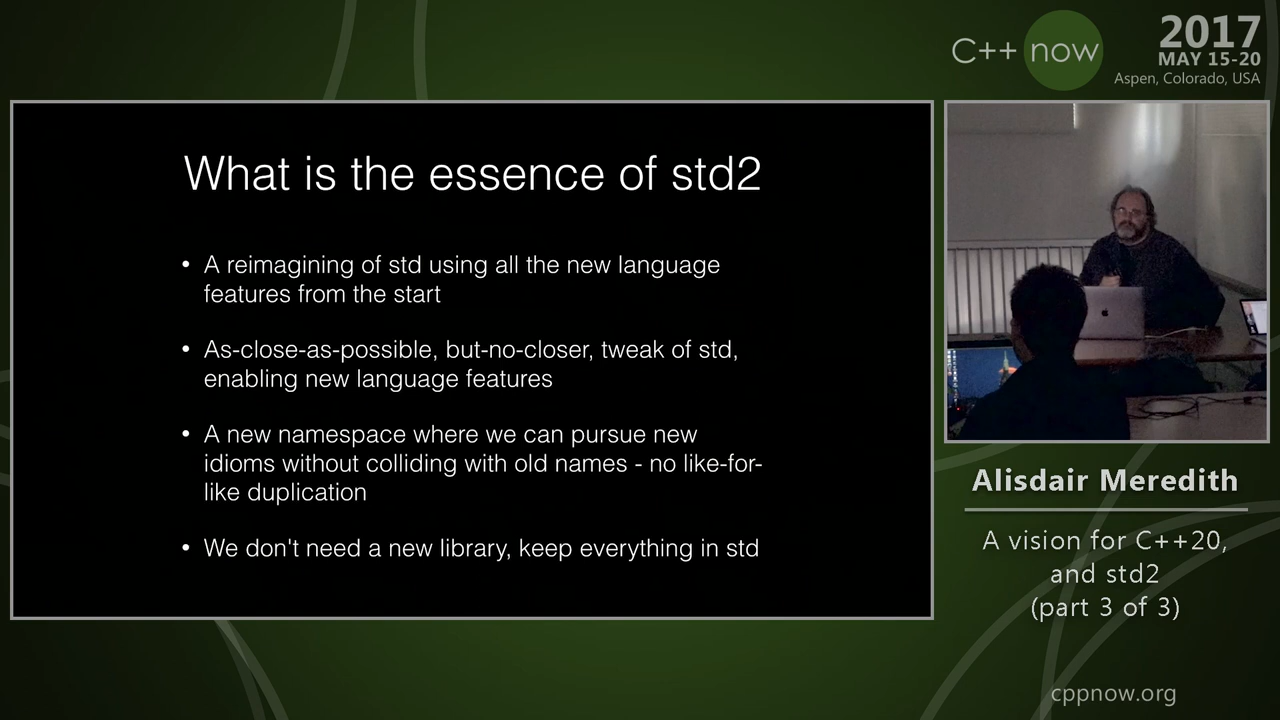 C++ now
2017
MAY 15-20
Aspen, Colorado, USA
What is the essence of std2
• A reimagining of std using all the new language
features from the start
• As-close-as-possible, but-no-closer, tweak of std,
enabling new language features
• A new namespace where we can pursue new
idioms without colliding with old names - no like-for-
like duplication
• We don't need a new library, keep everything in std
Alisdair Meredith
A vision for C++20,
and std2
(part 3 of 3)
cppnow.org